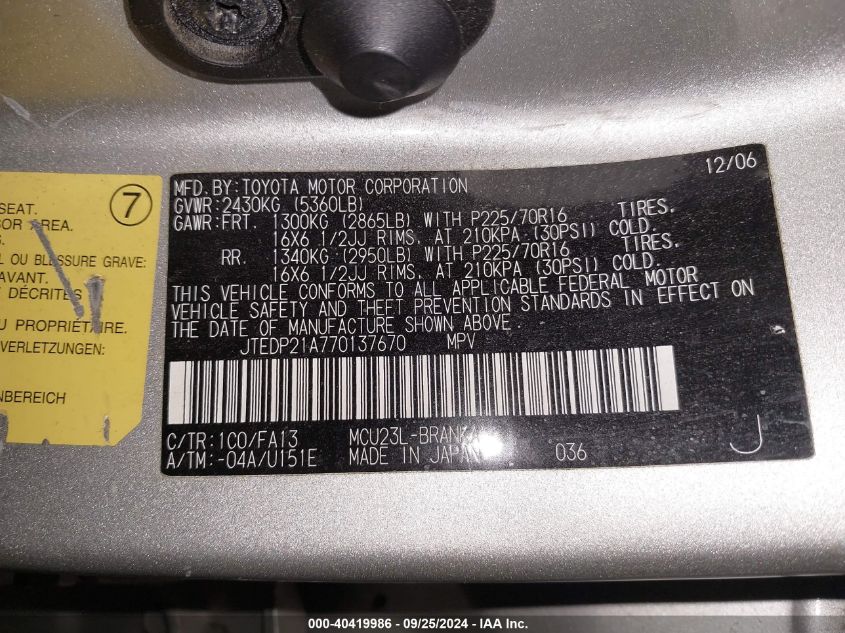 SEAT.
SOR AREA.
OU BLESSURE GRAVE:
AVANT.
DÉCRITES
PROPRIÉTAIRE.
VERLETZUNGEN:
7
12/06
MFD.BY:TOYOTA MOTOR CORPORATION
GVWR:2430KG (5360LB)
GAWR:FRT. 1300KG (2865LB) WITH P225/70R16 TIRES.
16X6 1/2JJ RIMS. AT 210KPA (30PSI) COLD.
RR. 1340KG (2950LB) WITH P225/70R16 TIRES.
16X6 1/2JJ RIMS. AT 210KPA (30PSI) COLD.
THIS VEHICLE CONFORMS TO ALL APPLICABLE FEDERAL MOTOR
VEHICLE SAFETY AND THEFT PREVENTION STANDARDS IN EFFECT ON
THE DATE OF MANUFACTURE SHOWN ABOVE.
JTEDP21A770137670 MPV
C/TR:1C0/FA13 MCU23L-BRANKA
A/TM:-04A/U151E MADE IN JAPAN 036 J
000-40419986 / 09/25/2024 - IAA Inc.